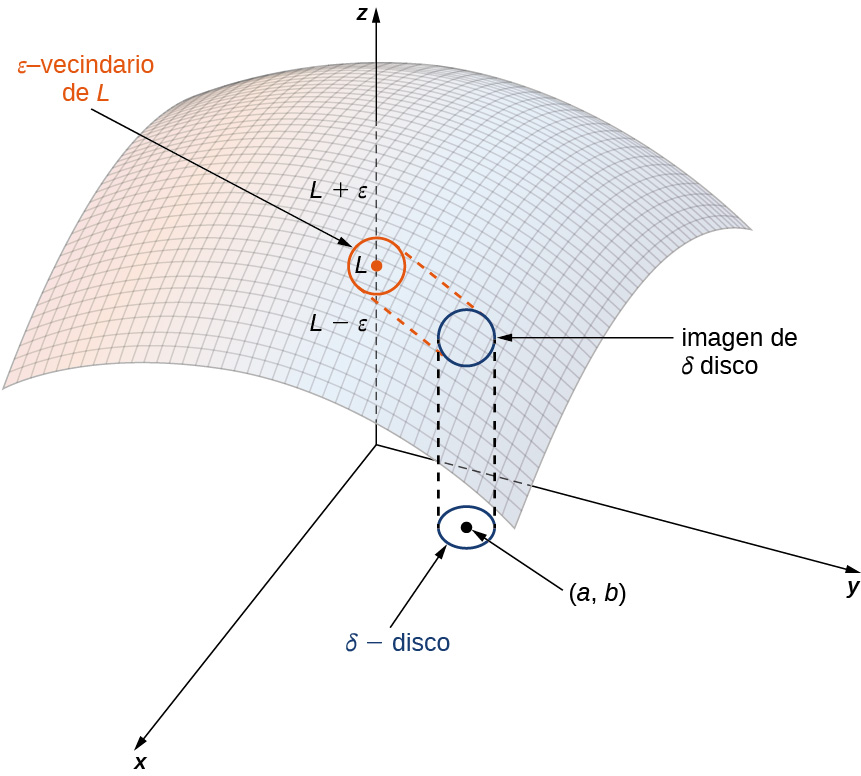 z
ε–vecindario
de L
L + ε
L
L − ε
imagen de
δ disco
(a, b)
y
δ − disco
x